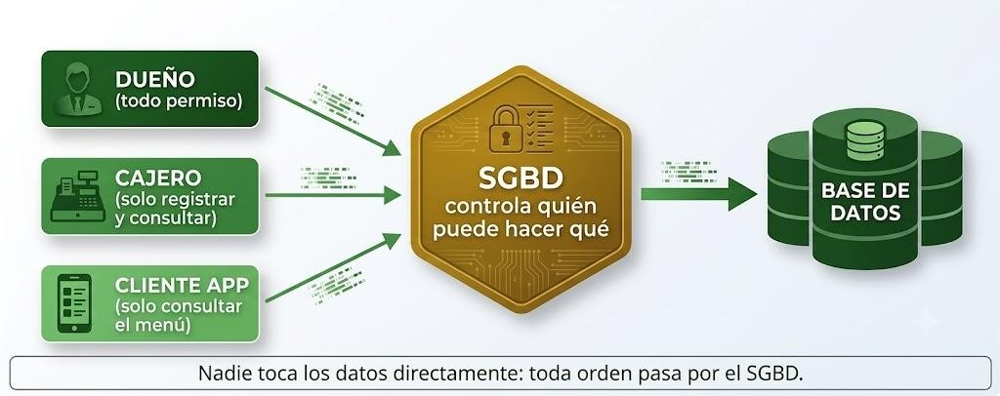 DUEÑO
(todo permiso)
CAJERO
(solo registrar
y consultar)
CLIENTE APP
(solo consultar
el menú)
SGBD
controla quién
puede hacer qué
BASE DE
DATOS
Nadie toca los datos directamente: toda orden pasa por el SGBD.